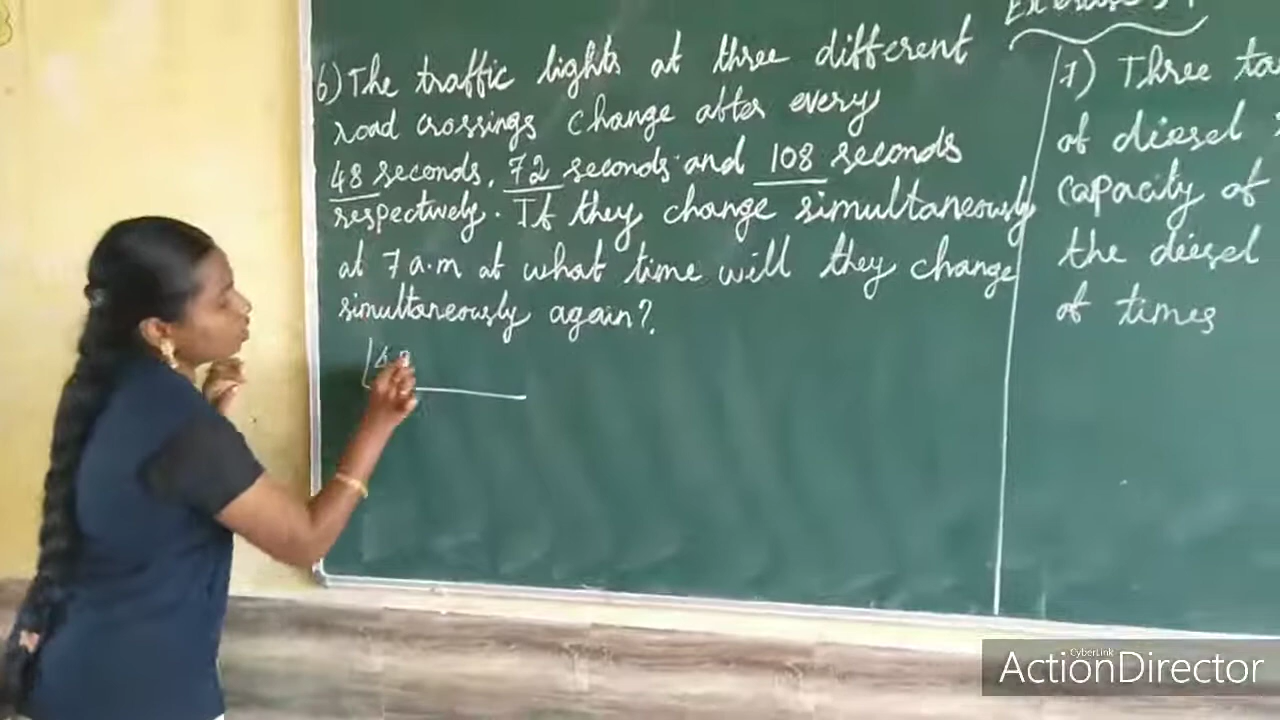 6) The traffic lights at three different
road crossings change after every
48 seconds, 72 seconds and 108 seconds
respectively. If they change simultaneously
at 7 a.m at what time will they change
simultaneously again?
Exercise
7) Three
of diesel
capacity of
the diesel
of times
CyberLink
ActionDirector